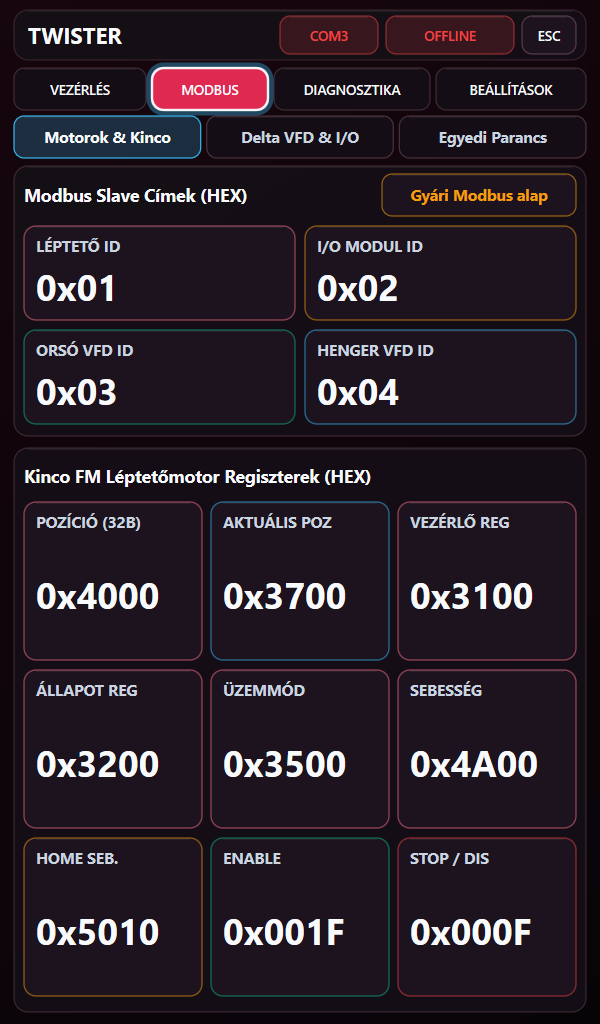 TWISTER COM3 OFFLINE ESC
VEZÉRLÉS MODBUS DIAGNOSZTIKA BEÁLLÍTÁSOK
Motorok & Kinco Delta VFD & I/O Egyedi Parancs
Modbus Slave Címek (HEX) Gyári Modbus alap
LÉPTETŐ ID I/O MODUL ID
0x01 0x02
ORSÓ VFD ID HENGER VFD ID
0x03 0x04
Kinco FM Léptetőmotor Regiszterek (HEX)
POZÍCIÓ (32B) AKTUÁLIS POZ VEZÉRLŐ REG
0x4000 0x3700 0x3100
ÁLLAPOT REG ÜZEMMÓD SEBESSÉG
0x3200 0x3500 0x4A00
HOME SEB. ENABLE STOP / DIS
0x5010 0x001F 0x000F